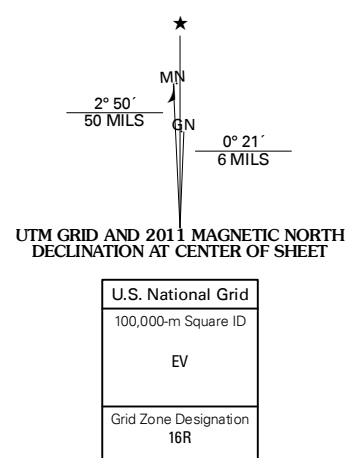 ★
MN
GN
2° 50´
50 MILS
0° 21´
6 MILS
UTM GRID AND 2011 MAGNETIC NORTH
DECLINATION AT CENTER OF SHEET
U.S. National Grid
100,000-m Square ID
EV
Grid Zone Designation
16R